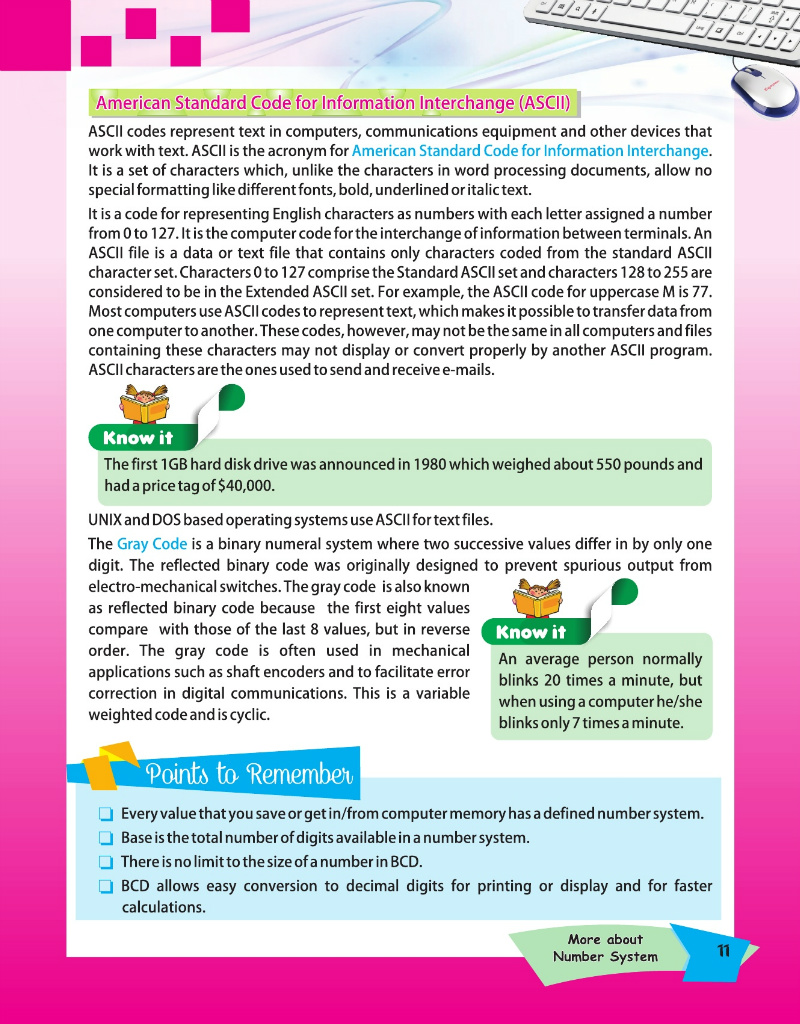 American Standard Code for Information Interchange (ASCII)
ASCII codes represent text in computers, communications equipment and other devices that
work with text. ASCII is the acronym for American Standard Code for Information Interchange.
It is a set of characters which, unlike the characters in word processing documents, allow no
special formatting like different fonts, bold, underlined or italic text.
It is a code for representing English characters as numbers with each letter assigned a number
from 0 to 127. It is the computer code for the interchange of information between terminals. An
ASCII file is a data or text file that contains only characters coded from the standard ASCII
character set. Characters 0 to 127 comprise the Standard ASCII set and characters 128 to 255 are
considered to be in the Extended ASCII set. For example, the ASCII code for uppercase M is 77.
Most computers use ASCII codes to represent text, which makes it possible to transfer data from
one computer to another. These codes, however, may not be the same in all computers and files
containing these characters may not display or convert properly by another ASCII program.
ASCII characters are the ones used to send and receive e-mails.
Know it
The first 1GB hard disk drive was announced in 1980 which weighed about 550 pounds and
had a price tag of $40,000.
UNIX and DOS based operating systems use ASCII for text files.
The Gray Code is a binary numeral system where two successive values differ in by only one
digit. The reflected binary code was originally designed to prevent spurious output from
electro-mechanical switches. The gray code is also known
as reflected binary code because the first eight values
compare with those of the last 8 values, but in reverse
order. The gray code is often used in mechanical
applications such as shaft encoders and to facilitate error
correction in digital communications. This is a variable
weighted code and is cyclic.
Know it
An average person normally
blinks 20 times a minute, but
when using a computer he/she
blinks only 7 times a minute.
Points to Remember
Every value that you save or get in/from computer memory has a defined number system.
Base is the total number of digits available in a number system.
There is no limit to the size of a number in BCD.
BCD allows easy conversion to decimal digits for printing or display and for faster
calculations.
More about
Number System
11